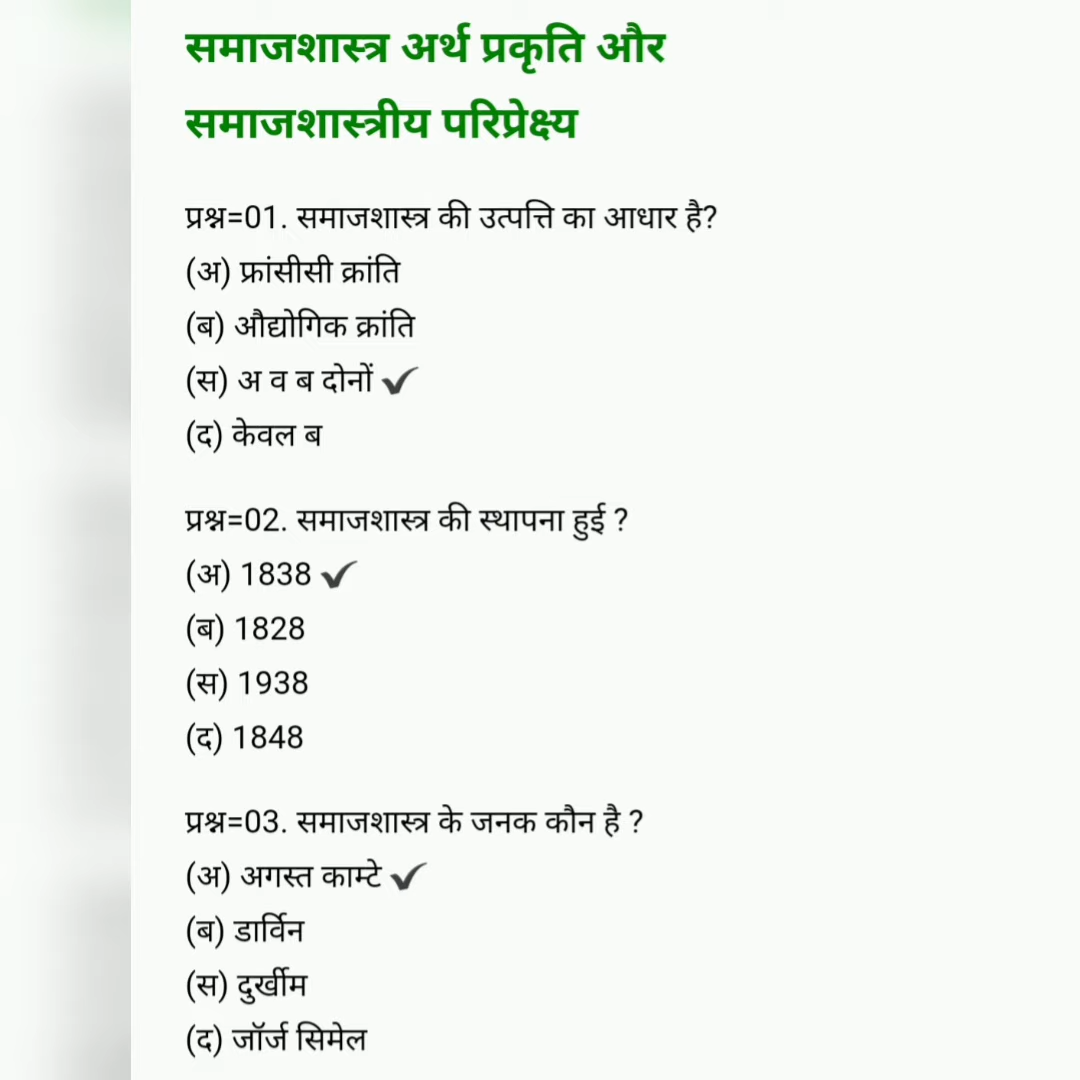 समाजशास्त्र अर्थ प्रकृति और
समाजशास्त्रीय परिप्रेक्ष्य
प्रश्न=01. समाजशास्त्र की उत्पत्ति का आधार है?
(अ) फ्रांसीसी क्रांति
(ब) औद्योगिक क्रांति
(स) अ व ब दोनों ✔
(द) केवल ब
प्रश्न=02. समाजशास्त्र की स्थापना हुई ?
(अ) 1838 ✔
(ब) 1828
(स) 1938
(द) 1848
प्रश्न=03. समाजशास्त्र के जनक कौन है ?
(अ) अगस्त काम्टे ✔
(ब) डार्विन
(स) दुर्खीम
(द) जॉर्ज सिमेल